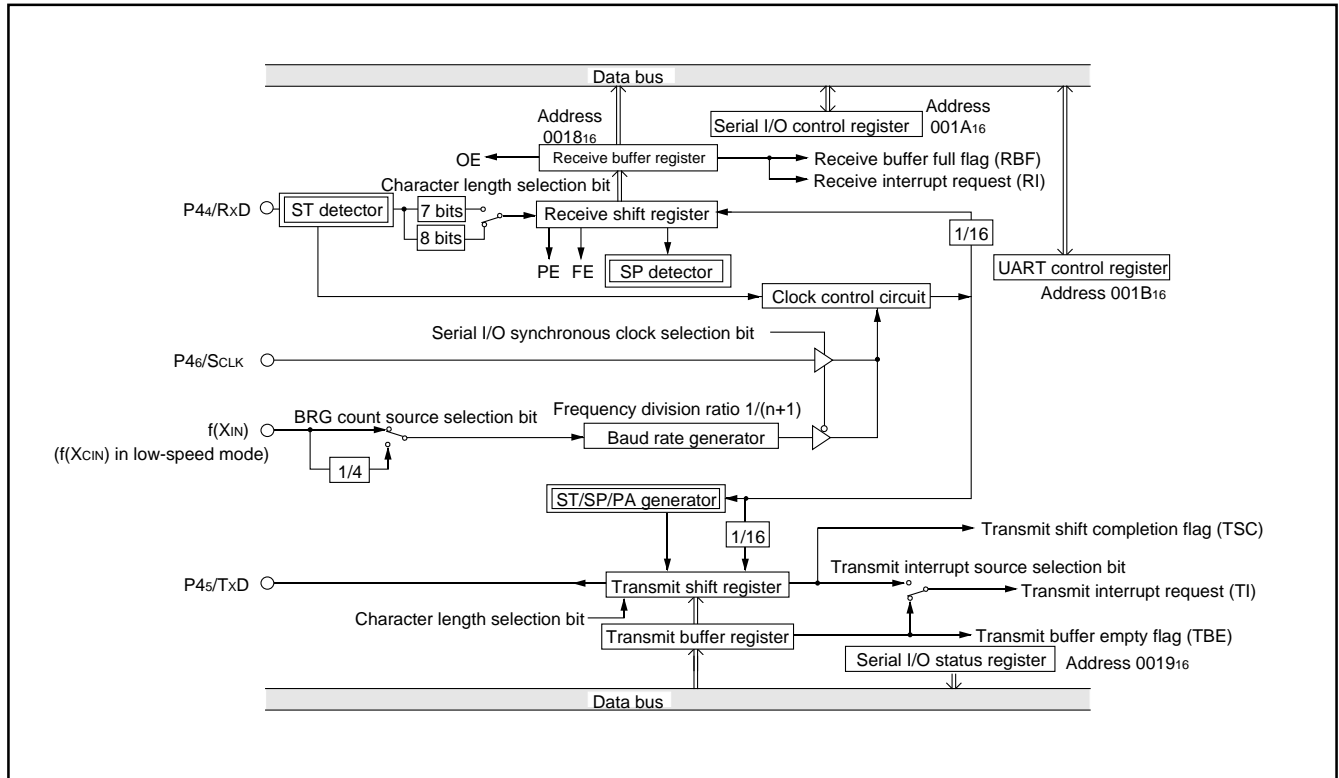 Data bus
Address
0018₁₆
Serial I/O control register
Address
001A₁₆
OE
Receive buffer register
Receive buffer full flag (RBF)
Receive interrupt request (RI)
Character length selection bit
P4₄/RxD
ST detector
7 bits
8 bits
Receive shift register
1/16
PE
FE
SP detector
UART control register
Address 001B₁₆
Clock control circuit
Serial I/O synchronous clock selection bit
P4₆/SCLK
BRG count source selection bit
Frequency division ratio 1/(n+1)
f(XIN)
Baud rate generator
(f(XCIN) in low-speed mode)
1/4
ST/SP/PA generator
1/16
Transmit shift completion flag (TSC)
Transmit interrupt source selection bit
P4₅/TxD
Transmit shift register
Transmit interrupt request (TI)
Character length selection bit
Transmit buffer register
Transmit buffer empty flag (TBE)
Serial I/O status register
Address 0019₁₆
Data bus